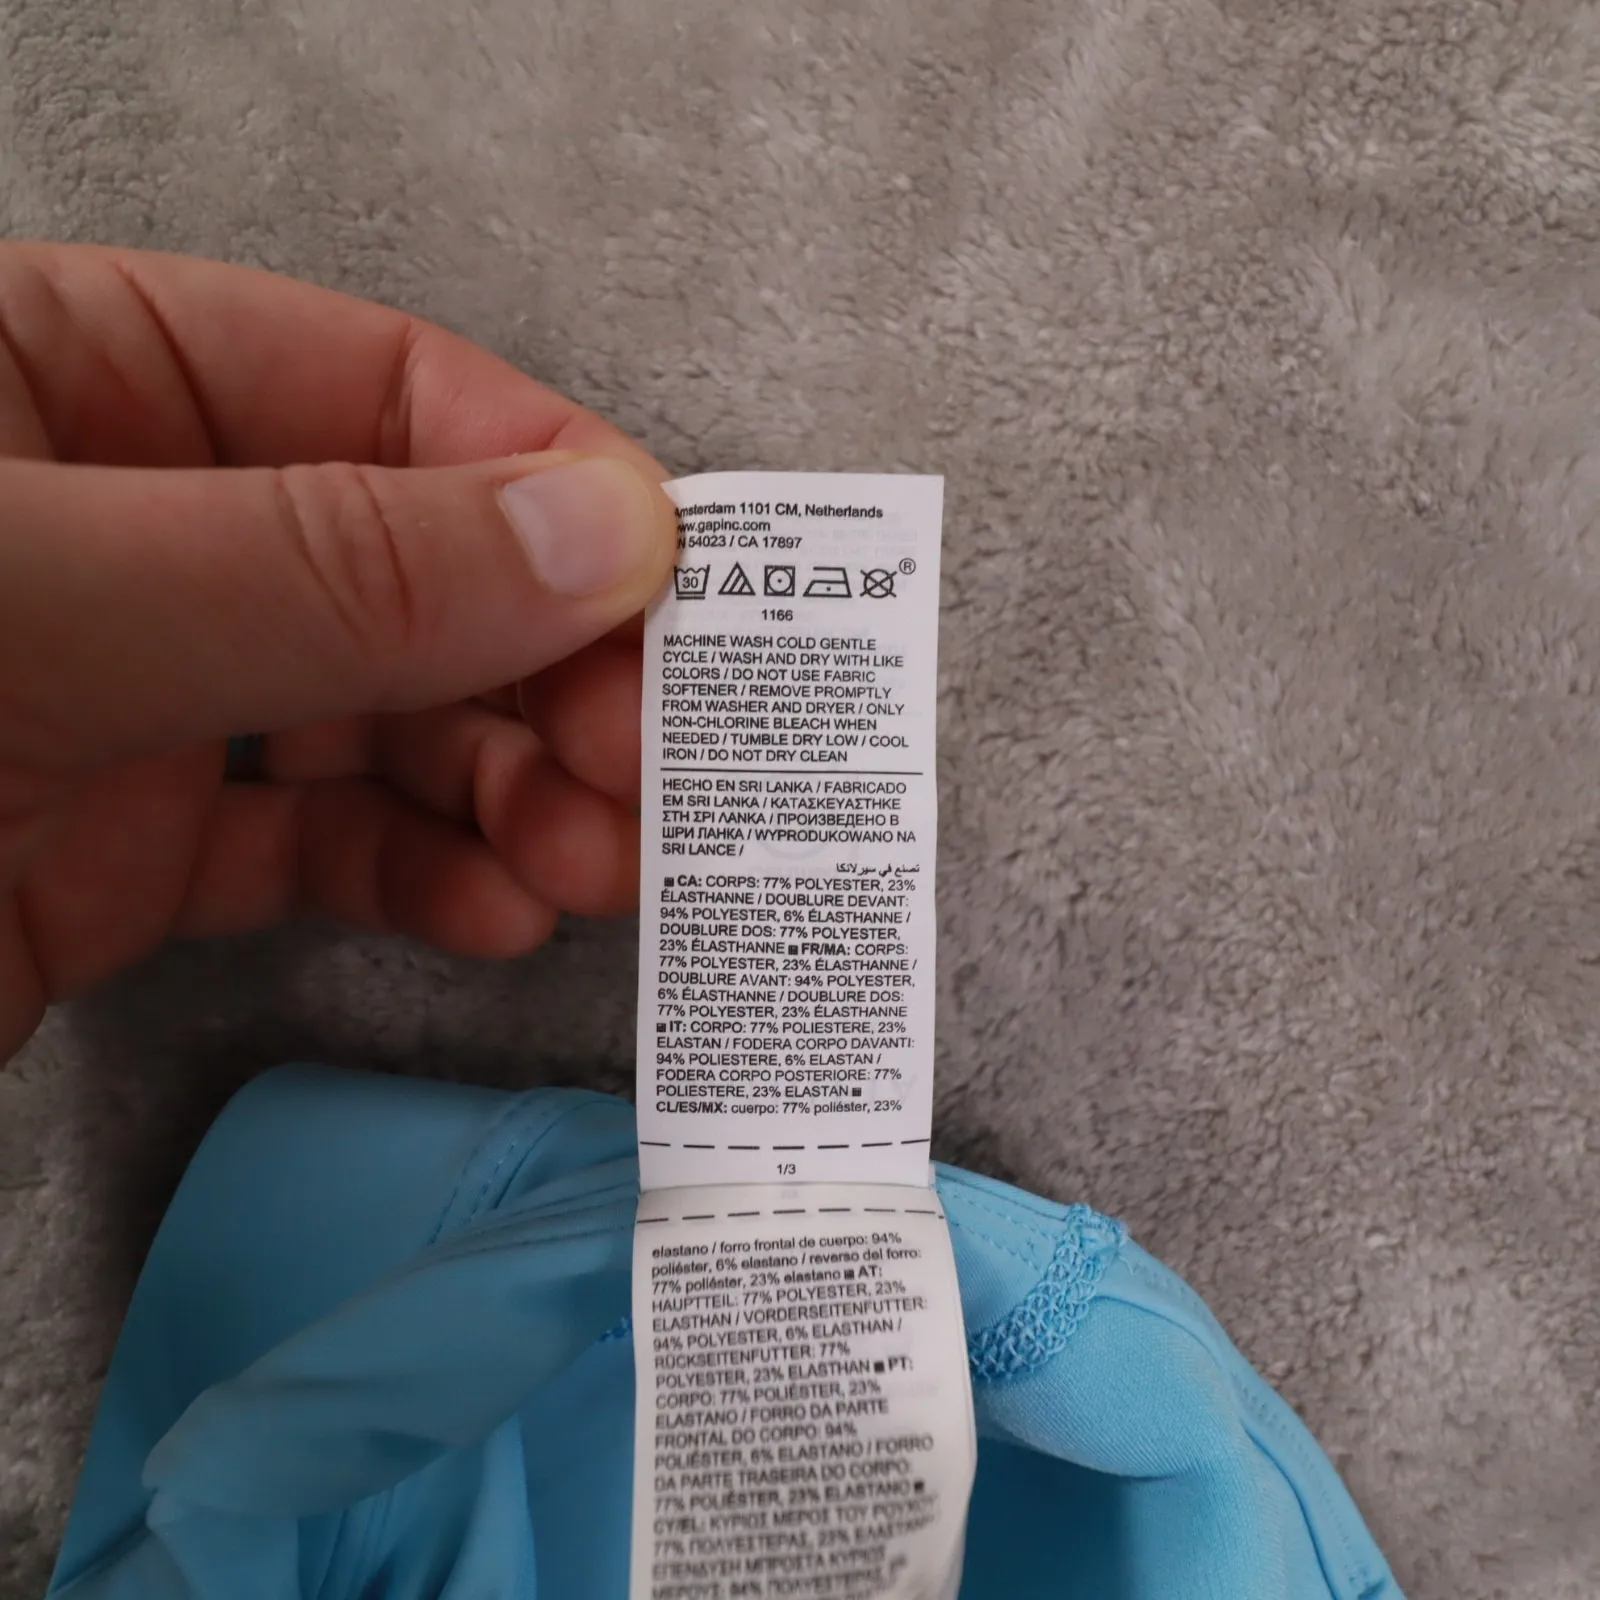 Amsterdam 1101 CM, Netherlands
www.gapinc.com
54023 / CA 17897
30 ®
1166
MACHINE WASH COLD GENTLE
CYCLE / WASH AND DRY WITH LIKE
COLORS / DO NOT USE FABRIC
SOFTENER / REMOVE PROMPTLY
FROM WASHER AND DRYER / ONLY
NON-CHLORINE BLEACH WHEN
NEEDED / TUMBLE DRY LOW / COOL
IRON / DO NOT DRY CLEAN
HECHO EN SRI LANKA / FABRICADO
EM SRI LANKA / ΚΑΤΑΣΚΕΥΑΣΤΗΚΕ
ΣΤΗ ΣΡΙ ΛΑΝΚΑ / ПРОИЗВЕДЕНО В
ШРИ ЛАНКА / WYPRODUKOWANO NA
SRI LANCE /
تصنع في سيرلانكا
CA: CORPS: 77% POLYESTER, 23%
ÉLASTHANNE / DOUBLURE DEVANT:
94% POLYESTER, 6% ÉLASTHANNE /
DOUBLURE DOS: 77% POLYESTER,
23% ÉLASTHANNE FR/MA: CORPS:
77% POLYESTER, 23% ÉLASTHANNE /
DOUBLURE AVANT: 94% POLYESTER,
6% ÉLASTHANNE / DOUBLURE DOS:
77% POLYESTER, 23% ÉLASTHANNE
IT: CORPO: 77% POLIESTERE, 23%
ELASTAN / FODERA CORPO DAVANTI:
94% POLIESTERE, 6% ELASTAN /
FODERA CORPO POSTERIORE: 77%
POLIESTERE, 23% ELASTAN
CL/ES/MX: cuerpo: 77% poliéster, 23%
1/3
elastano / forro frontal de cuerpo: 94%
poliéster, 6% elastano / reverso del forro:
77% poliéster, 23% elastano AT:
HAUPTTEIL: 77% POLYESTER, 23%
ELASTHAN / VORDERSEITENFUTTER:
94% POLYESTER, 6% ELASTHAN /
RÜCKSEITENFUTTER: 77%
POLYESTER, 23% ELASTHAN PT:
CORPO: 77% POLIÉSTER, 23%
ELASTANO / FORRO DA PARTE
FRONTAL DO CORPO: 94%
POLIÉSTER, 6% ELASTANO / FORRO
DA PARTE TRASEIRA DO CORPO:
77% POLIÉSTER, 23% ELASTANO
CY/EL: ΚΥΡΙΟΣ ΜΕΡΟΣ ΤΟΥ ΡΟΥΧΟΥ:
77% ΠΟΛΥΕΣΤΕΡΑΣ, 23% ΕΛΑΣΤΑΝ
ΕΠΕΝΔΥΣΗ ΜΠΡΟΣΤΑ ΚΥΡΙΟΣ
ΜΕΡΟΥΣ: 94% ΠΟΛΥΕΣΤΕΡΑΣ,